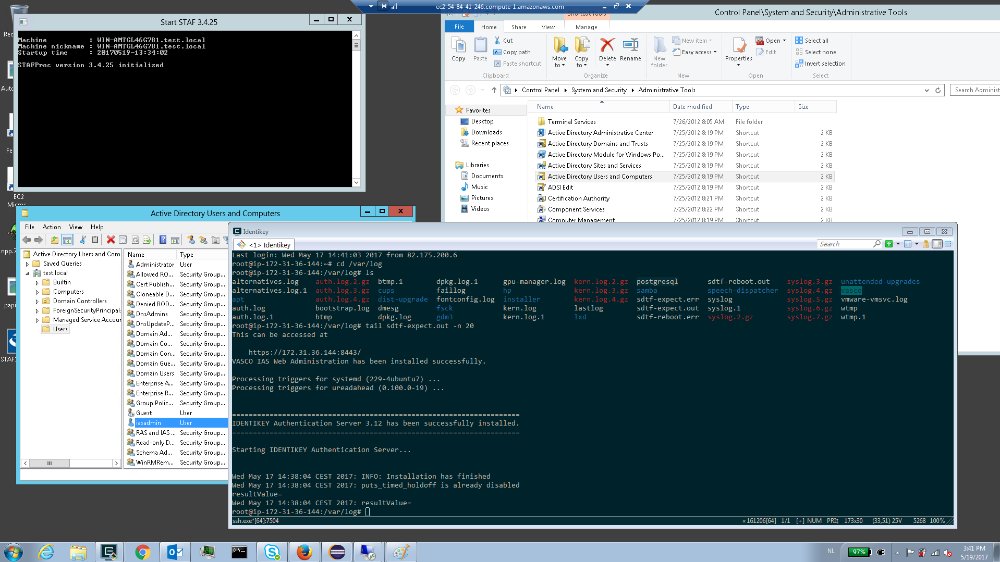 ec2-54-84-41-246.compute-1.amazonaws.com
Start STAF 3.4.25
Machine : WIN-AMTGL46G781.test.local
Machine nickname : WIN-AMTGL46G781.test.local
Startup time : 20170519-13:34:02
STAFProc version 3.4.25 initialized
Shortcut Tools
Control Panel\System and Security\Administrative Tools
File Home Share View Manage
Copy
Paste
Cut
Copy path
Paste shortcut
Clipboard
Move to
Copy to
Delete
Rename
Organize
New folder
New item
Easy access
New
Properties
Open
Edit
Open
Select all
Select none
Invert selection
Select
Control Panel System and Security Administrative Tools
Search Administ
Favorites
Desktop
Downloads
Recent places
Libraries
Documents
Music
Pictures
Videos
Name Date modified Type Size
Terminal Services 7/26/2012 8:05 AM File folder
Active Directory Administrative Center 7/25/2012 8:19 PM Shortcut 2 KB
Active Directory Domains and Trusts 7/25/2012 8:19 PM Shortcut 2 KB
Active Directory Module for Windows Po... 7/25/2012 8:19 PM Shortcut 2 KB
Active Directory Sites and Services 7/25/2012 8:19 PM Shortcut 2 KB
Active Directory Users and Computers 7/25/2012 8:19 PM Shortcut 2 KB
ADSI Edit 7/25/2012 8:19 PM Shortcut 2 KB
Certification Authority 7/25/2012 8:21 PM Shortcut 2 KB
Component Services 7/25/2012 8:22 PM Shortcut 2 KB
Computer Management 7/25/2012 8:19 PM Shortcut 2 KB
Rec
Auto
Fe
EC2
Micros
npp.7
papi
STAF
Active Directory Users and Computers
File Action View Help
Active Directory Users and Com
Saved Queries
test.local
Builtin
Computers
Domain Controllers
ForeignSecurityPrincipal:
Managed Service Accour
Users
Name Type
Administrator User
Allowed RO... Security Group...
Cert Publish... Security Group...
Cloneable D... Security Group...
Denied ROD... Security Group...
DnsAdmins Security Group...
DnsUpdateP... Security Group...
Domain Ad... Security Group...
Domain Co... Security Group...
Domain Con... Security Group...
Domain Gue... Security Group...
Domain Users Security Group...
Enterprise A... Security Group...
Enterprise R... Security Group...
Group Polic... Security Group...
Guest User
iasadmin User
RAS and IAS ... Security Group...
Read-only D... Security Group...
Schema Ad... Security Group...
WinRMRem... Security Group...
Identikey
<1> Identikey
Search
Last login: Wed May 17 14:41:03 2017 from 82.175.200.6
root@ip-172-31-36-144:~# cd /var/log
root@ip-172-31-36-144:/var/log# ls
alternatives.log auth.log.2.gz btmp.1 dpkg.log.1 gpu-manager.log kern.log.2.gz postgresql sdtf-reboot.out syslog.3.gz unattended-upgrades
alternatives.log.1 auth.log.3.gz cups faillog hp kern.log.3.gz samba speech-dispatcher syslog.4.gz vasco
apt auth.log.4.gz dist-upgrade fontconfig.log installer kern.log.4.gz sdtf-expect.err syslog syslog.5.gz vmware-vmsvc.log
auth.log bootstrap.log dmesg fsck kern.log lastlog sdtf-expect.out syslog.1 syslog.6.gz wtmp
auth.log.1 btmp dpkg.log gdm3 kern.log.1 lxd sdtf-reboot.err syslog.2.gz syslog.7.gz wtmp.1
root@ip-172-31-36-144:/var/log# tail sdtf-expect.out -n 20
This can be accessed at
https://172.31.36.144:8443/
VASCO IAS Web Administration has been installed successfully.
Processing triggers for systemd (229-4ubuntu7) ...
Processing triggers for ureadahead (0.100.0-19) ...
=====================================================================
IDENTIKEY Authentication Server 3.12 has been successfully installed.
=====================================================================
Starting IDENTIKEY Authentication Server...
Wed May 17 14:38:04 CEST 2017: INFO: Installation has finished
Wed May 17 14:38:04 CEST 2017: puts_timed_holdoff is already disabled
resultValue=
Wed May 17 14:38:04 CEST 2017: resultValue=
root@ip-172-31-36-144:/var/log#
ssh.exe*[64]:7504 « 161206[64] 1/1 [+] NUM PRI↕ 173x30 (33,51) 25V 5268 100%
NL
97%
3:41 PM
5/19/2017